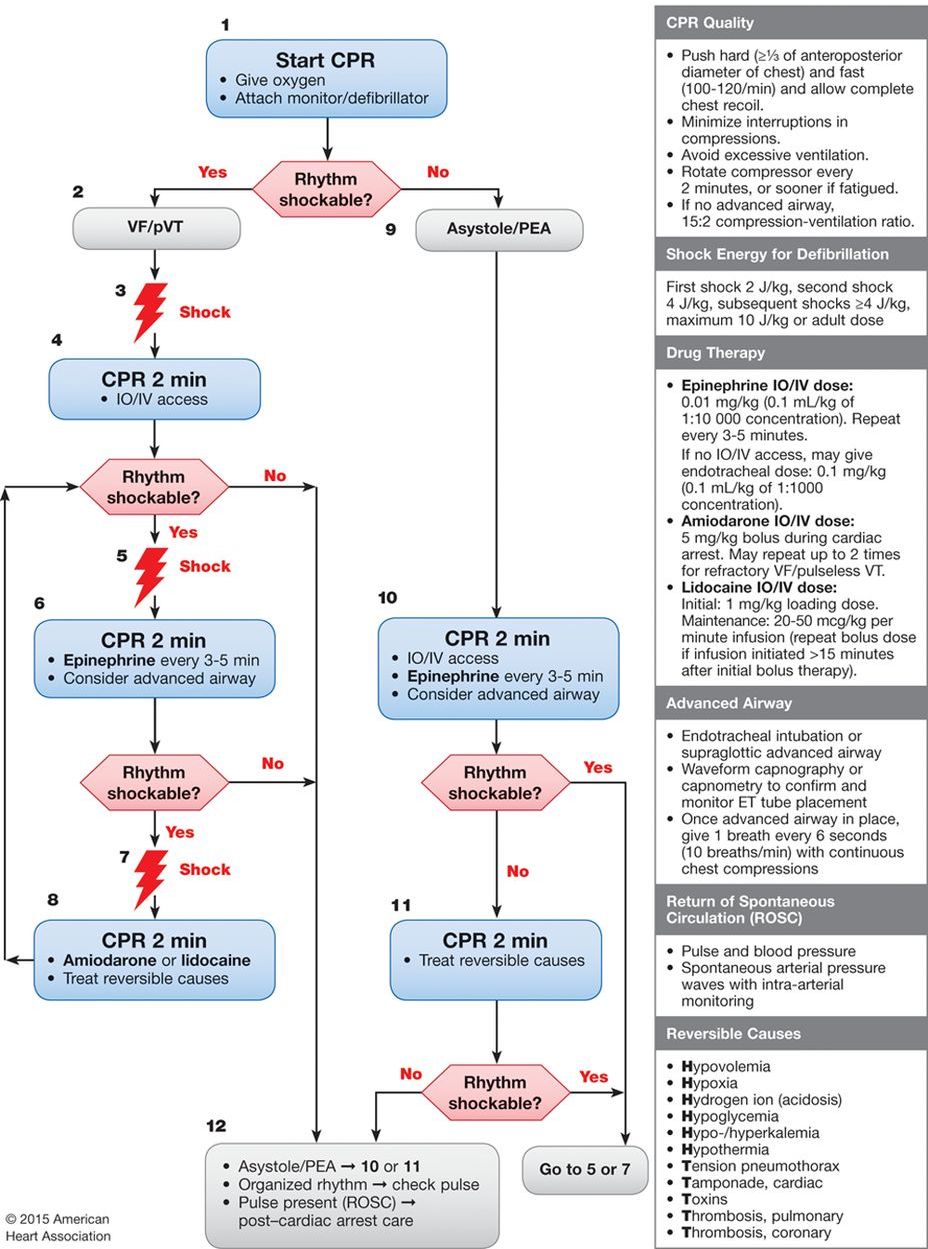 1
Start CPR
• Give oxygen
• Attach monitor/defibrillator
Rhythm
shockable?
Yes
No
2
VF/pVT
9
Asystole/PEA
3
Shock
4
CPR 2 min
• IO/IV access
Rhythm
shockable?
No
Yes
5
Shock
6
CPR 2 min
• Epinephrine every 3-5 min
• Consider advanced airway
Rhythm
shockable?
No
Yes
7
Shock
8
CPR 2 min
• Amiodarone or lidocaine
• Treat reversible causes
10
CPR 2 min
• IO/IV access
• Epinephrine every 3-5 min
• Consider advanced airway
Rhythm
shockable?
Yes
No
11
CPR 2 min
• Treat reversible causes
Rhythm
shockable?
No
Yes
12
• Asystole/PEA → 10 or 11
• Organized rhythm → check pulse
• Pulse present (ROSC) →
post–cardiac arrest care
Go to 5 or 7
© 2015 American
Heart Association
CPR Quality
• Push hard (≥⅓ of anteroposterior
diameter of chest) and fast
(100-120/min) and allow complete
chest recoil.
• Minimize interruptions in
compressions.
• Avoid excessive ventilation.
• Rotate compressor every
2 minutes, or sooner if fatigued.
• If no advanced airway,
15:2 compression-ventilation ratio.
Shock Energy for Defibrillation
First shock 2 J/kg, second shock
4 J/kg, subsequent shocks ≥4 J/kg,
maximum 10 J/kg or adult dose
Drug Therapy
• Epinephrine IO/IV dose:
0.01 mg/kg (0.1 mL/kg of
1:10 000 concentration). Repeat
every 3-5 minutes.
If no IO/IV access, may give
endotracheal dose: 0.1 mg/kg
(0.1 mL/kg of 1:1000
concentration).
• Amiodarone IO/IV dose:
5 mg/kg bolus during cardiac
arrest. May repeat up to 2 times
for refractory VF/pulseless VT.
• Lidocaine IO/IV dose:
Initial: 1 mg/kg loading dose.
Maintenance: 20-50 mcg/kg per
minute infusion (repeat bolus dose
if infusion initiated >15 minutes
after initial bolus therapy).
Advanced Airway
• Endotracheal intubation or
supraglottic advanced airway
• Waveform capnography or
capnometry to confirm and
monitor ET tube placement
• Once advanced airway in place,
give 1 breath every 6 seconds
(10 breaths/min) with continuous
chest compressions
Return of Spontaneous
Circulation (ROSC)
• Pulse and blood pressure
• Spontaneous arterial pressure
waves with intra-arterial
monitoring
Reversible Causes
• Hypovolemia
• Hypoxia
• Hydrogen ion (acidosis)
• Hypoglycemia
• Hypo-/hyperkalemia
• Hypothermia
• Tension pneumothorax
• Tamponade, cardiac
• Toxins
• Thrombosis, pulmonary
• Thrombosis, coronary